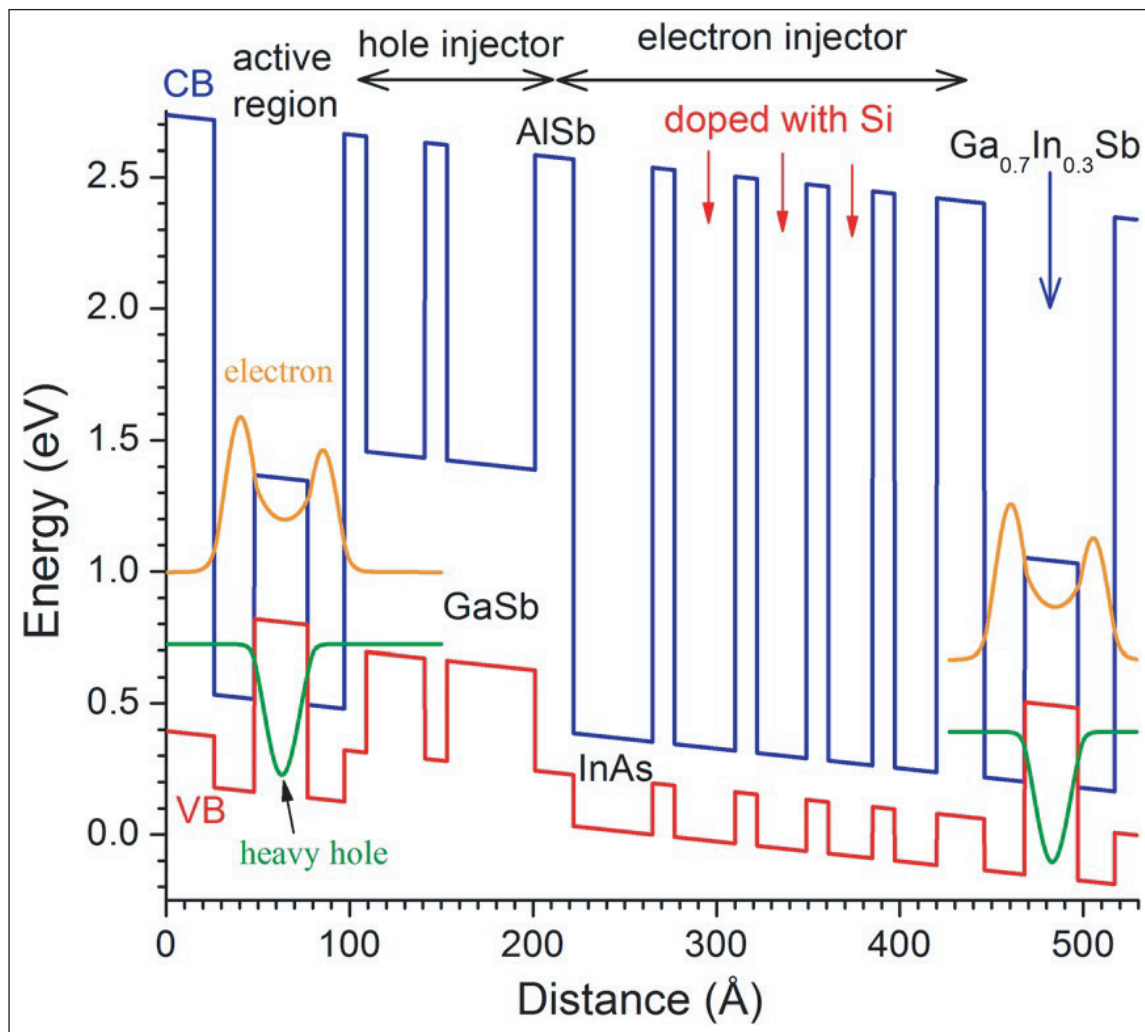 hole injector
electron injector
active
region
CB
AlSb
doped with Si
Ga0.7In0.3Sb
2.5
2.0
electron
1.5
1.0
GaSb
0.5
InAs
VB
0.0
heavy hole
0
100
200
300
400
500
Energy (eV)
Distance (Å)